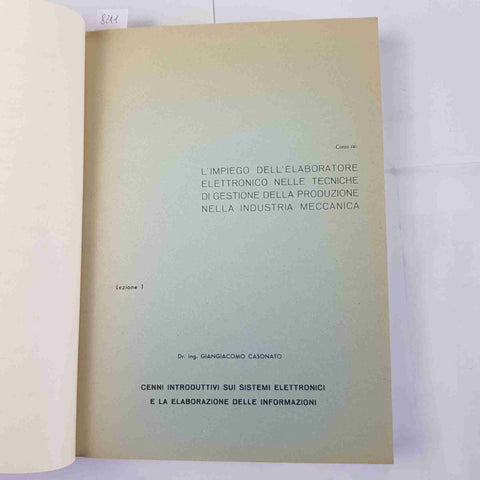 8211
Corso su:
L'IMPIEGO DELL'ELABORATORE
ELETTRONICO NELLE TECNICHE
DI GESTIONE DELLA PRODUZIONE
NELLA INDUSTRIA MECCANICA
Lezione 1
Dr. ing. GIANGIACOMO CASONATO
CENNI INTRODUTTIVI SUI SISTEMI ELETTRONICI
E LA ELABORAZIONE DELLE INFORMAZIONI